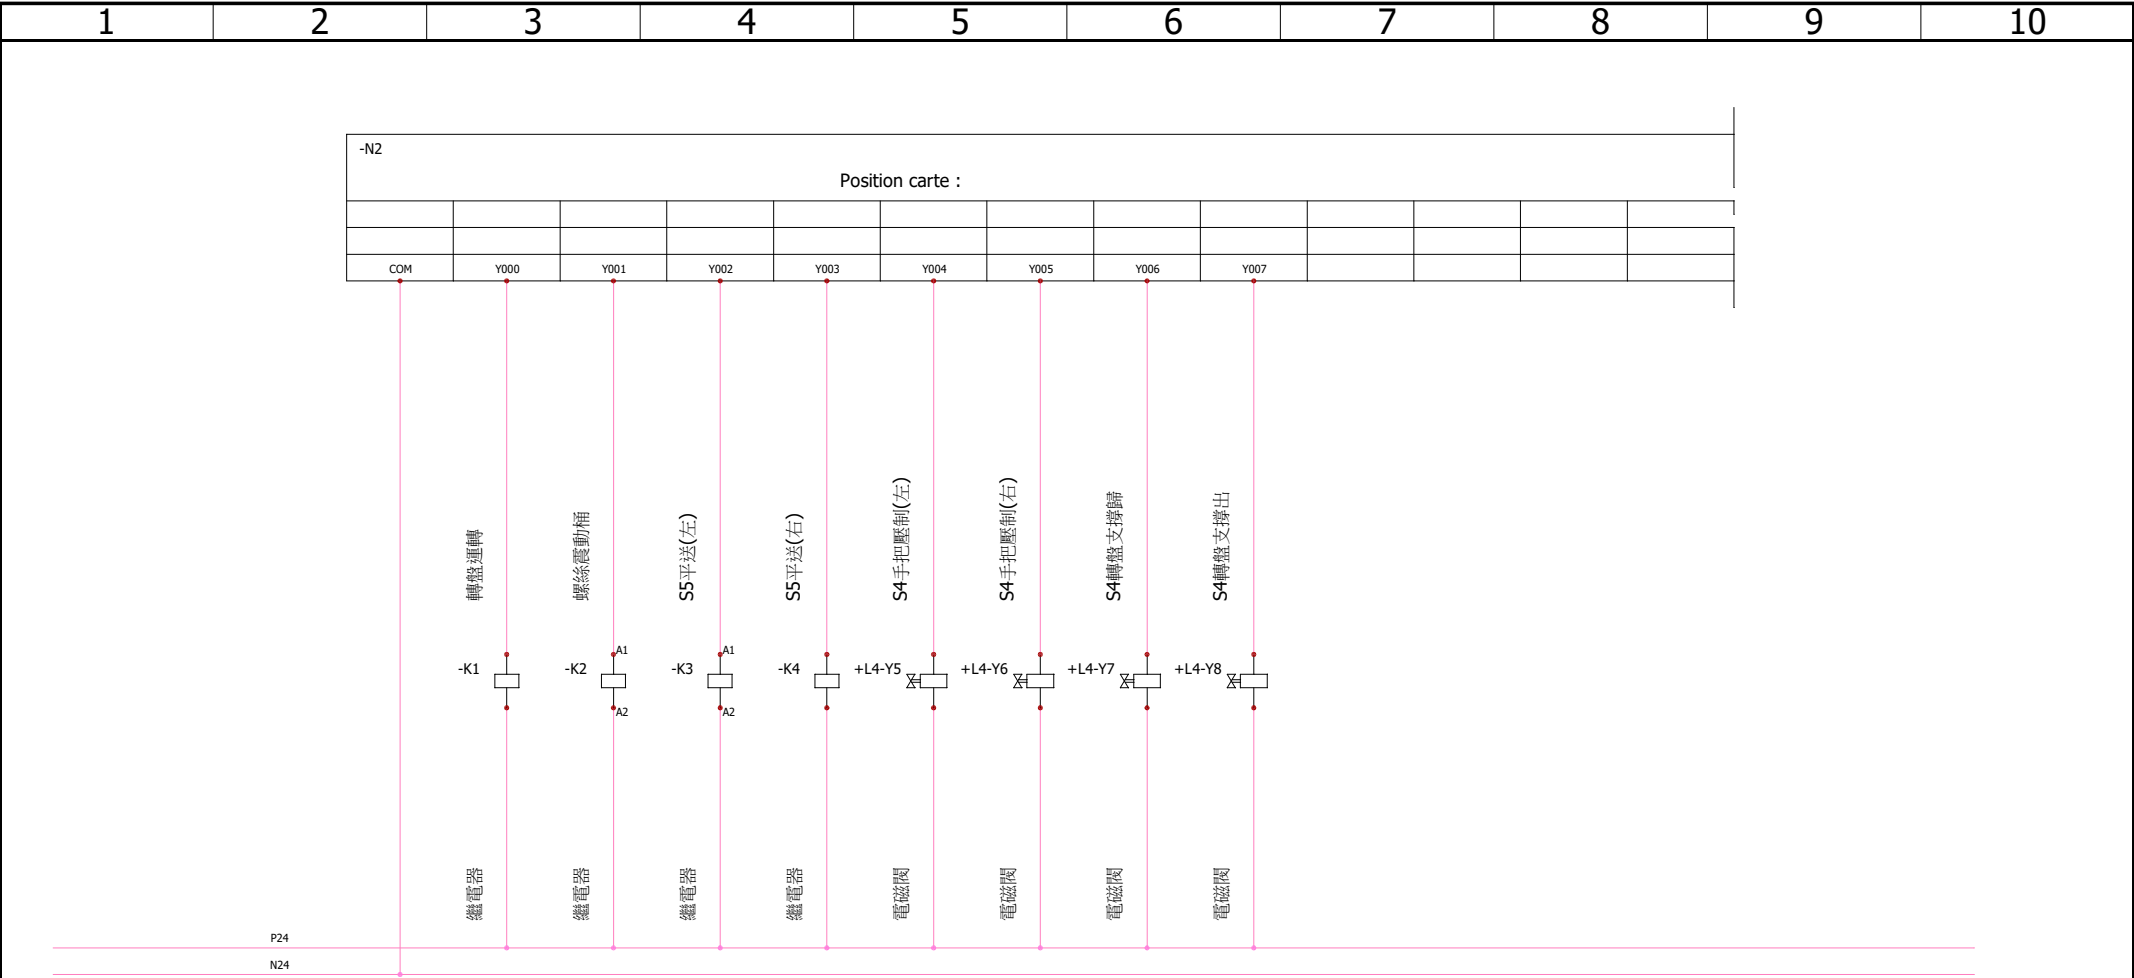 1 2 3 4 5 6 7 8 9 10
-N2
Position carte :
COM Y000 Y001 Y002 Y003 Y004 Y005 Y006 Y007
轉盤運轉
螺絲震動桶
S5平送(左)
S5平送(右)
S4手把壓制(左)
S4手把壓制(右)
S4轉盤支撐歸
S4轉盤支撐出
A1 A1
-K1 -K2 -K3 -K4 +L4-Y5 +L4-Y6 +L4-Y7 +L4-Y8
A2 A2
繼電器
繼電器
繼電器
繼電器
電磁閥
電磁閥
電磁閥
電磁閥
P24
N24